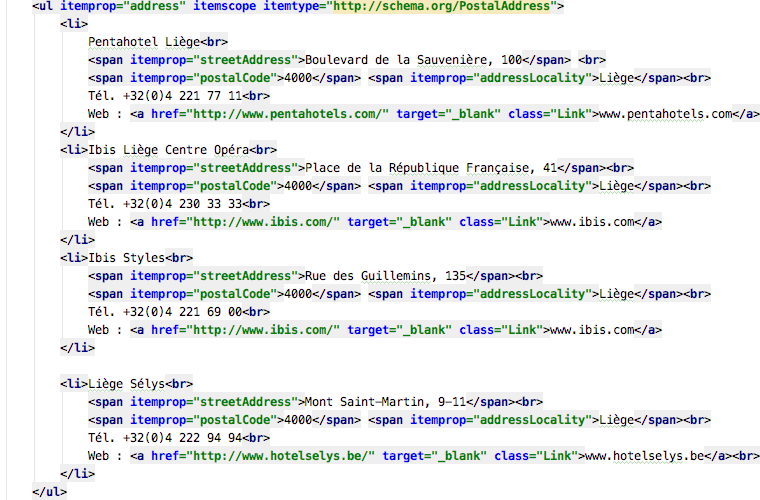 <ul itemprop="address" itemscope itemtype="http://schema.org/PostalAddress">
<li>
Pentahotel Liège<br>
<span itemprop="streetAddress">Boulevard de la Sauvenière, 100</span> <br>
<span itemprop="postalCode">4000</span> <span itemprop="addressLocality">Liège</span><br>
Tél. +32(0)4 221 77 11<br>
Web : <a href="http://www.pentahotels.com/" target="_blank" class="Link">www.pentahotels.com</a>
</li>
<li>Ibis Liège Centre Opéra<br>
<span itemprop="streetAddress">Place de la République Française, 41</span><br>
<span itemprop="postalCode">4000</span> <span itemprop="addressLocality">Liège</span><br>
Tél. +32(0)4 230 33 33<br>
Web : <a href="http://www.ibis.com/" target="_blank" class="Link">www.ibis.com</a>
</li>
<li>Ibis Styles<br>
<span itemprop="streetAddress">Rue des Guillemins, 135</span><br>
<span itemprop="postalCode">4000</span> <span itemprop="addressLocality">Liège</span><br>
Tél. +32(0)4 221 69 00<br>
Web : <a href="http://www.ibis.com/" target="_blank" class="Link">www.ibis.com</a>
</li>
<li>Liège Sélys<br>
<span itemprop="streetAddress">Mont Saint-Martin, 9-11</span><br>
<span itemprop="postalCode">4000</span> <span itemprop="addressLocality">Liège</span><br>
Tél. +32(0)4 222 94 94<br>
Web : <a href="http://www.hotelselys.be/" target="_blank" class="Link">www.hotelselys.be</a><br>
</li>
</ul>